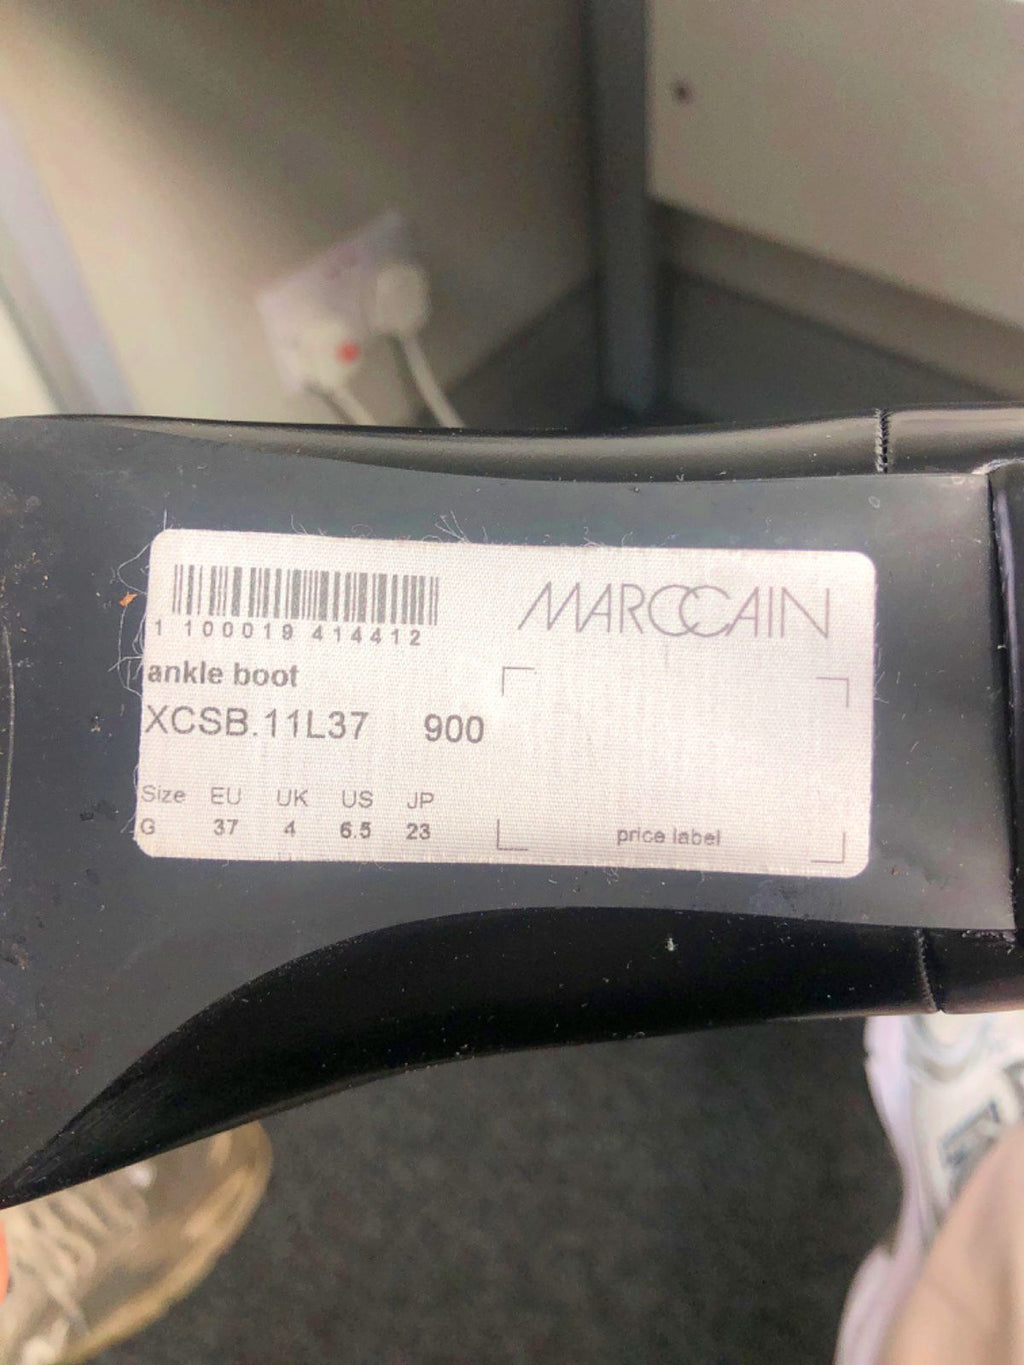 1 100019 414412
MARCCAIN
ankle boot
XCSB.11L37 900
Size EU UK US JP
G 37 4 6.5 23
price label